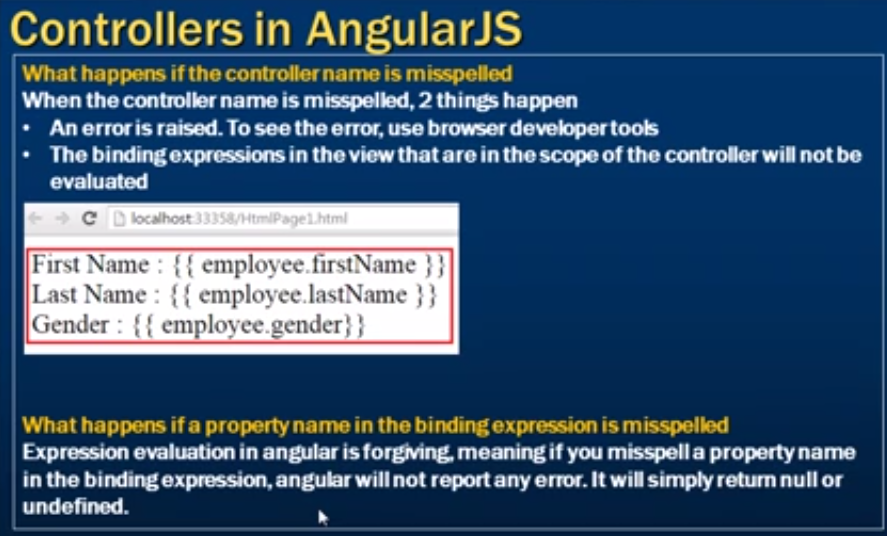 Controllers in AngularJS
What happens if the controller name is misspelled
When the controller name is misspelled, 2 things happen
• An error is raised. To see the error, use browser developer tools
• The binding expressions in the view that are in the scope of the controller will not be
evaluated
localhost:33358/HtmlPage1.html
First Name : {{ employee.firstName }}
Last Name : {{ employee.lastName }}
Gender : {{ employee.gender}}
What happens if a property name in the binding expression is misspelled
Expression evaluation in angular is forgiving, meaning if you misspell a property name
in the binding expression, angular will not report any error. It will simply return null or
undefined.